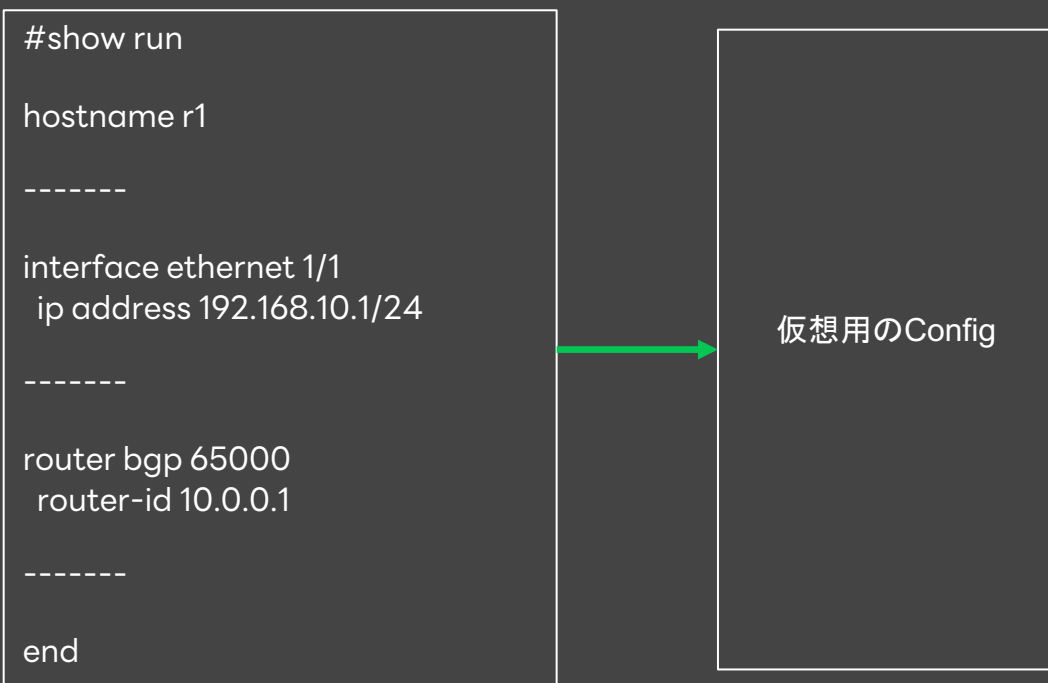 #show run
hostname r1
-------
interface ethernet 1/1
ip address 192.168.10.1/24
-------
router bgp 65000
router-id 10.0.0.1
-------
end
仮想用のConfig